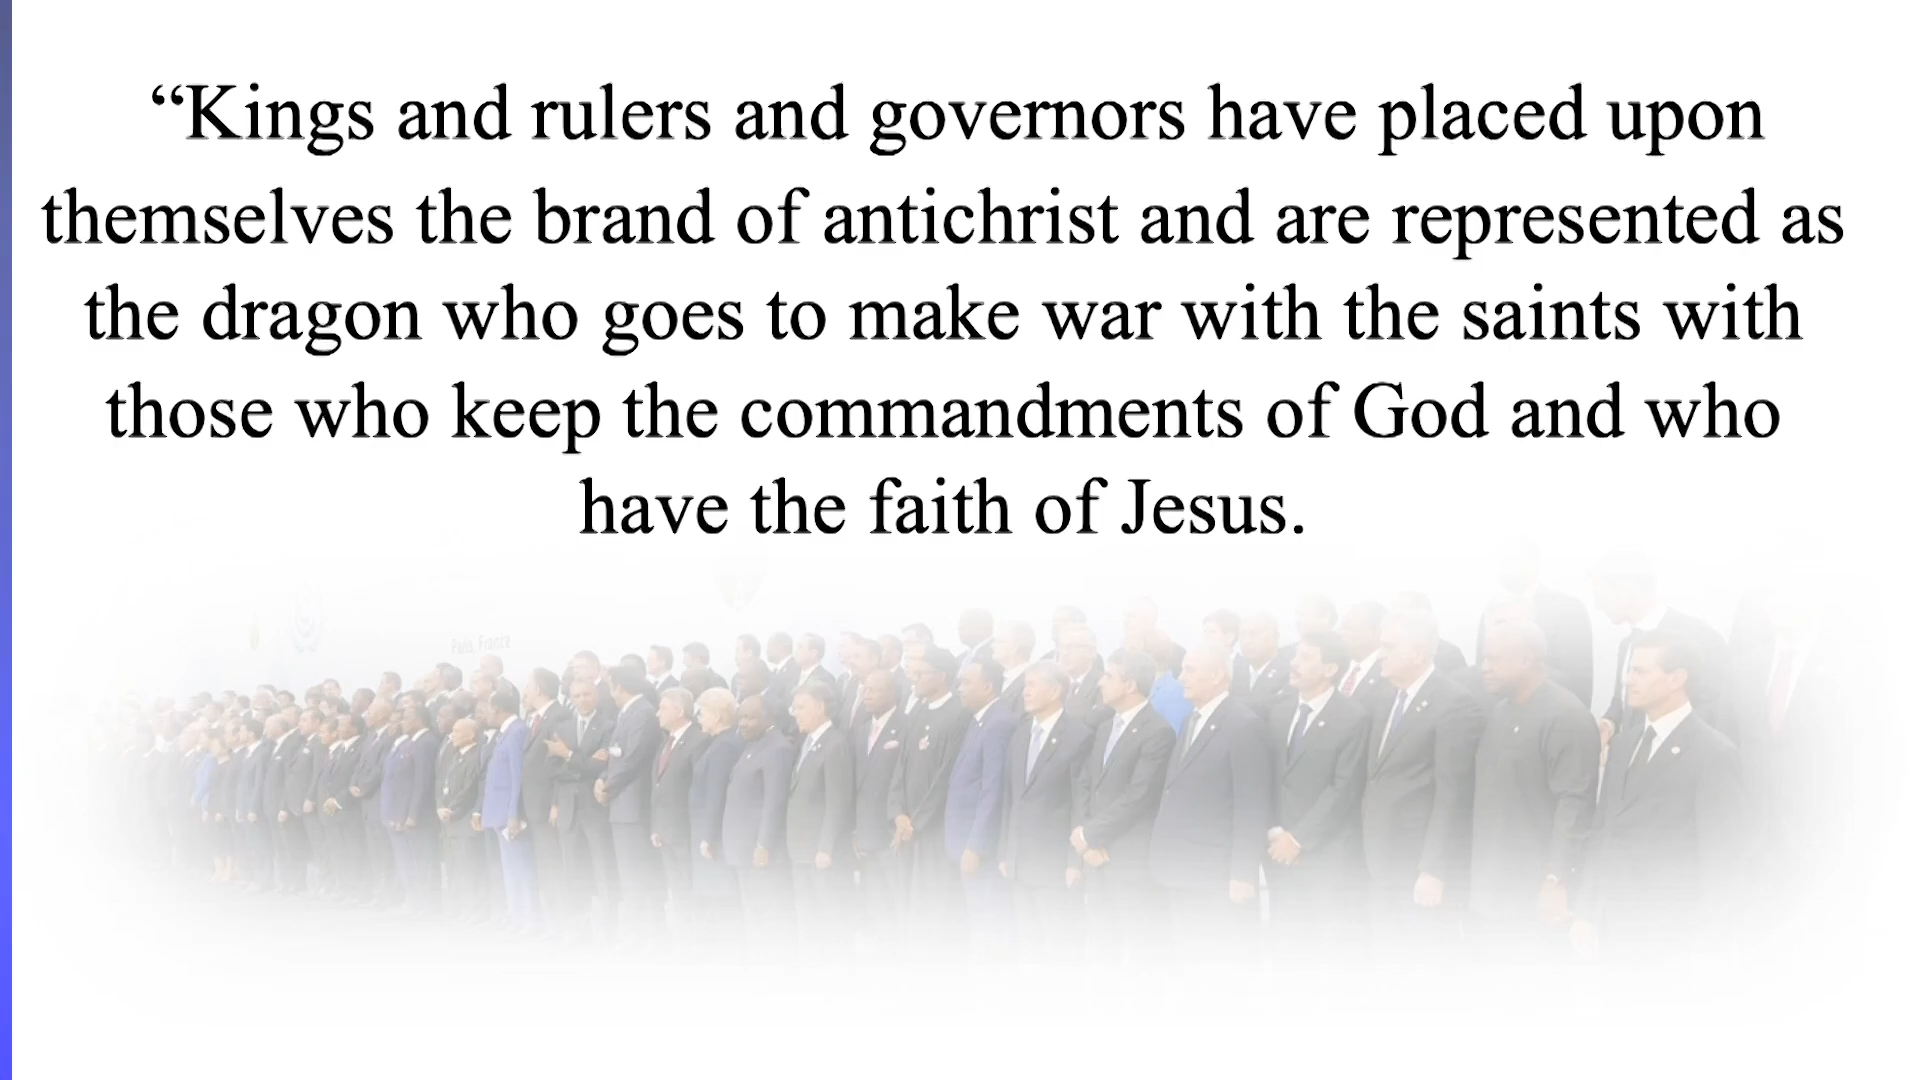 “Kings and rulers and governors have placed upon
themselves the brand of antichrist and are represented as
the dragon who goes to make war with the saints with
those who keep the commandments of God and who
have the faith of Jesus.
Paris, France